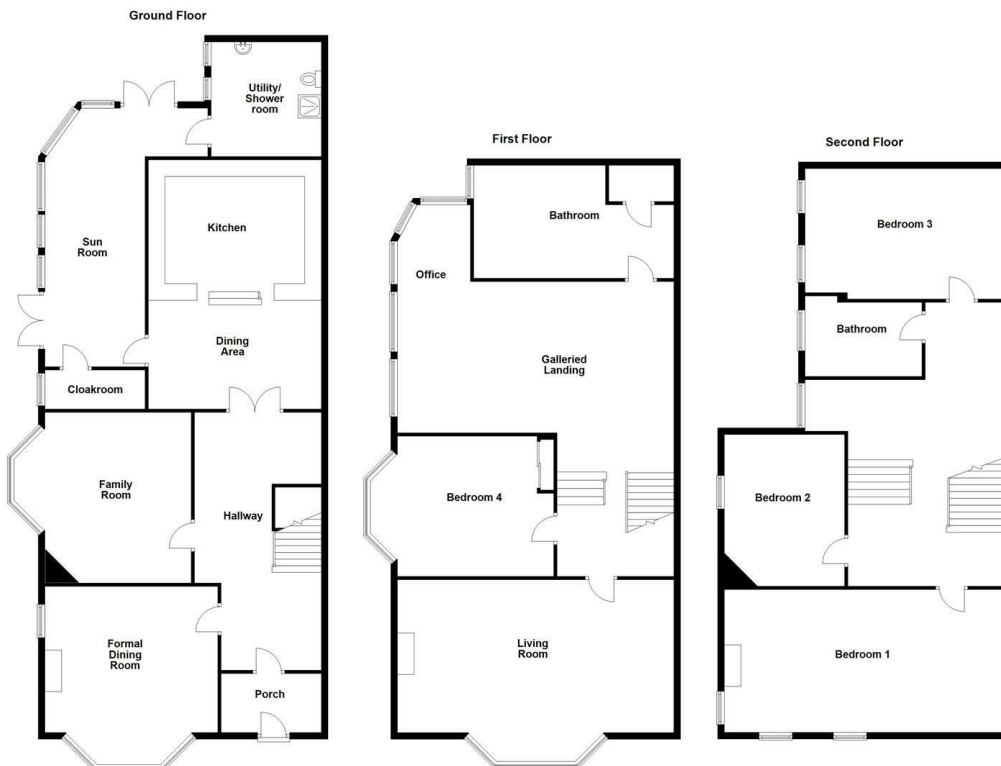 Ground Floor
Utility/
Shower
room
Kitchen
Sun
Room
Dining
Area
Cloakroom
Family
Room
Hallway
Formal
Dining
Room
Porch
First Floor
Bathroom
Office
Galleried
Landing
Bedroom 4
Living
Room
Second Floor
Bedroom 3
Bathroom
Bedroom 2
Bedroom 1